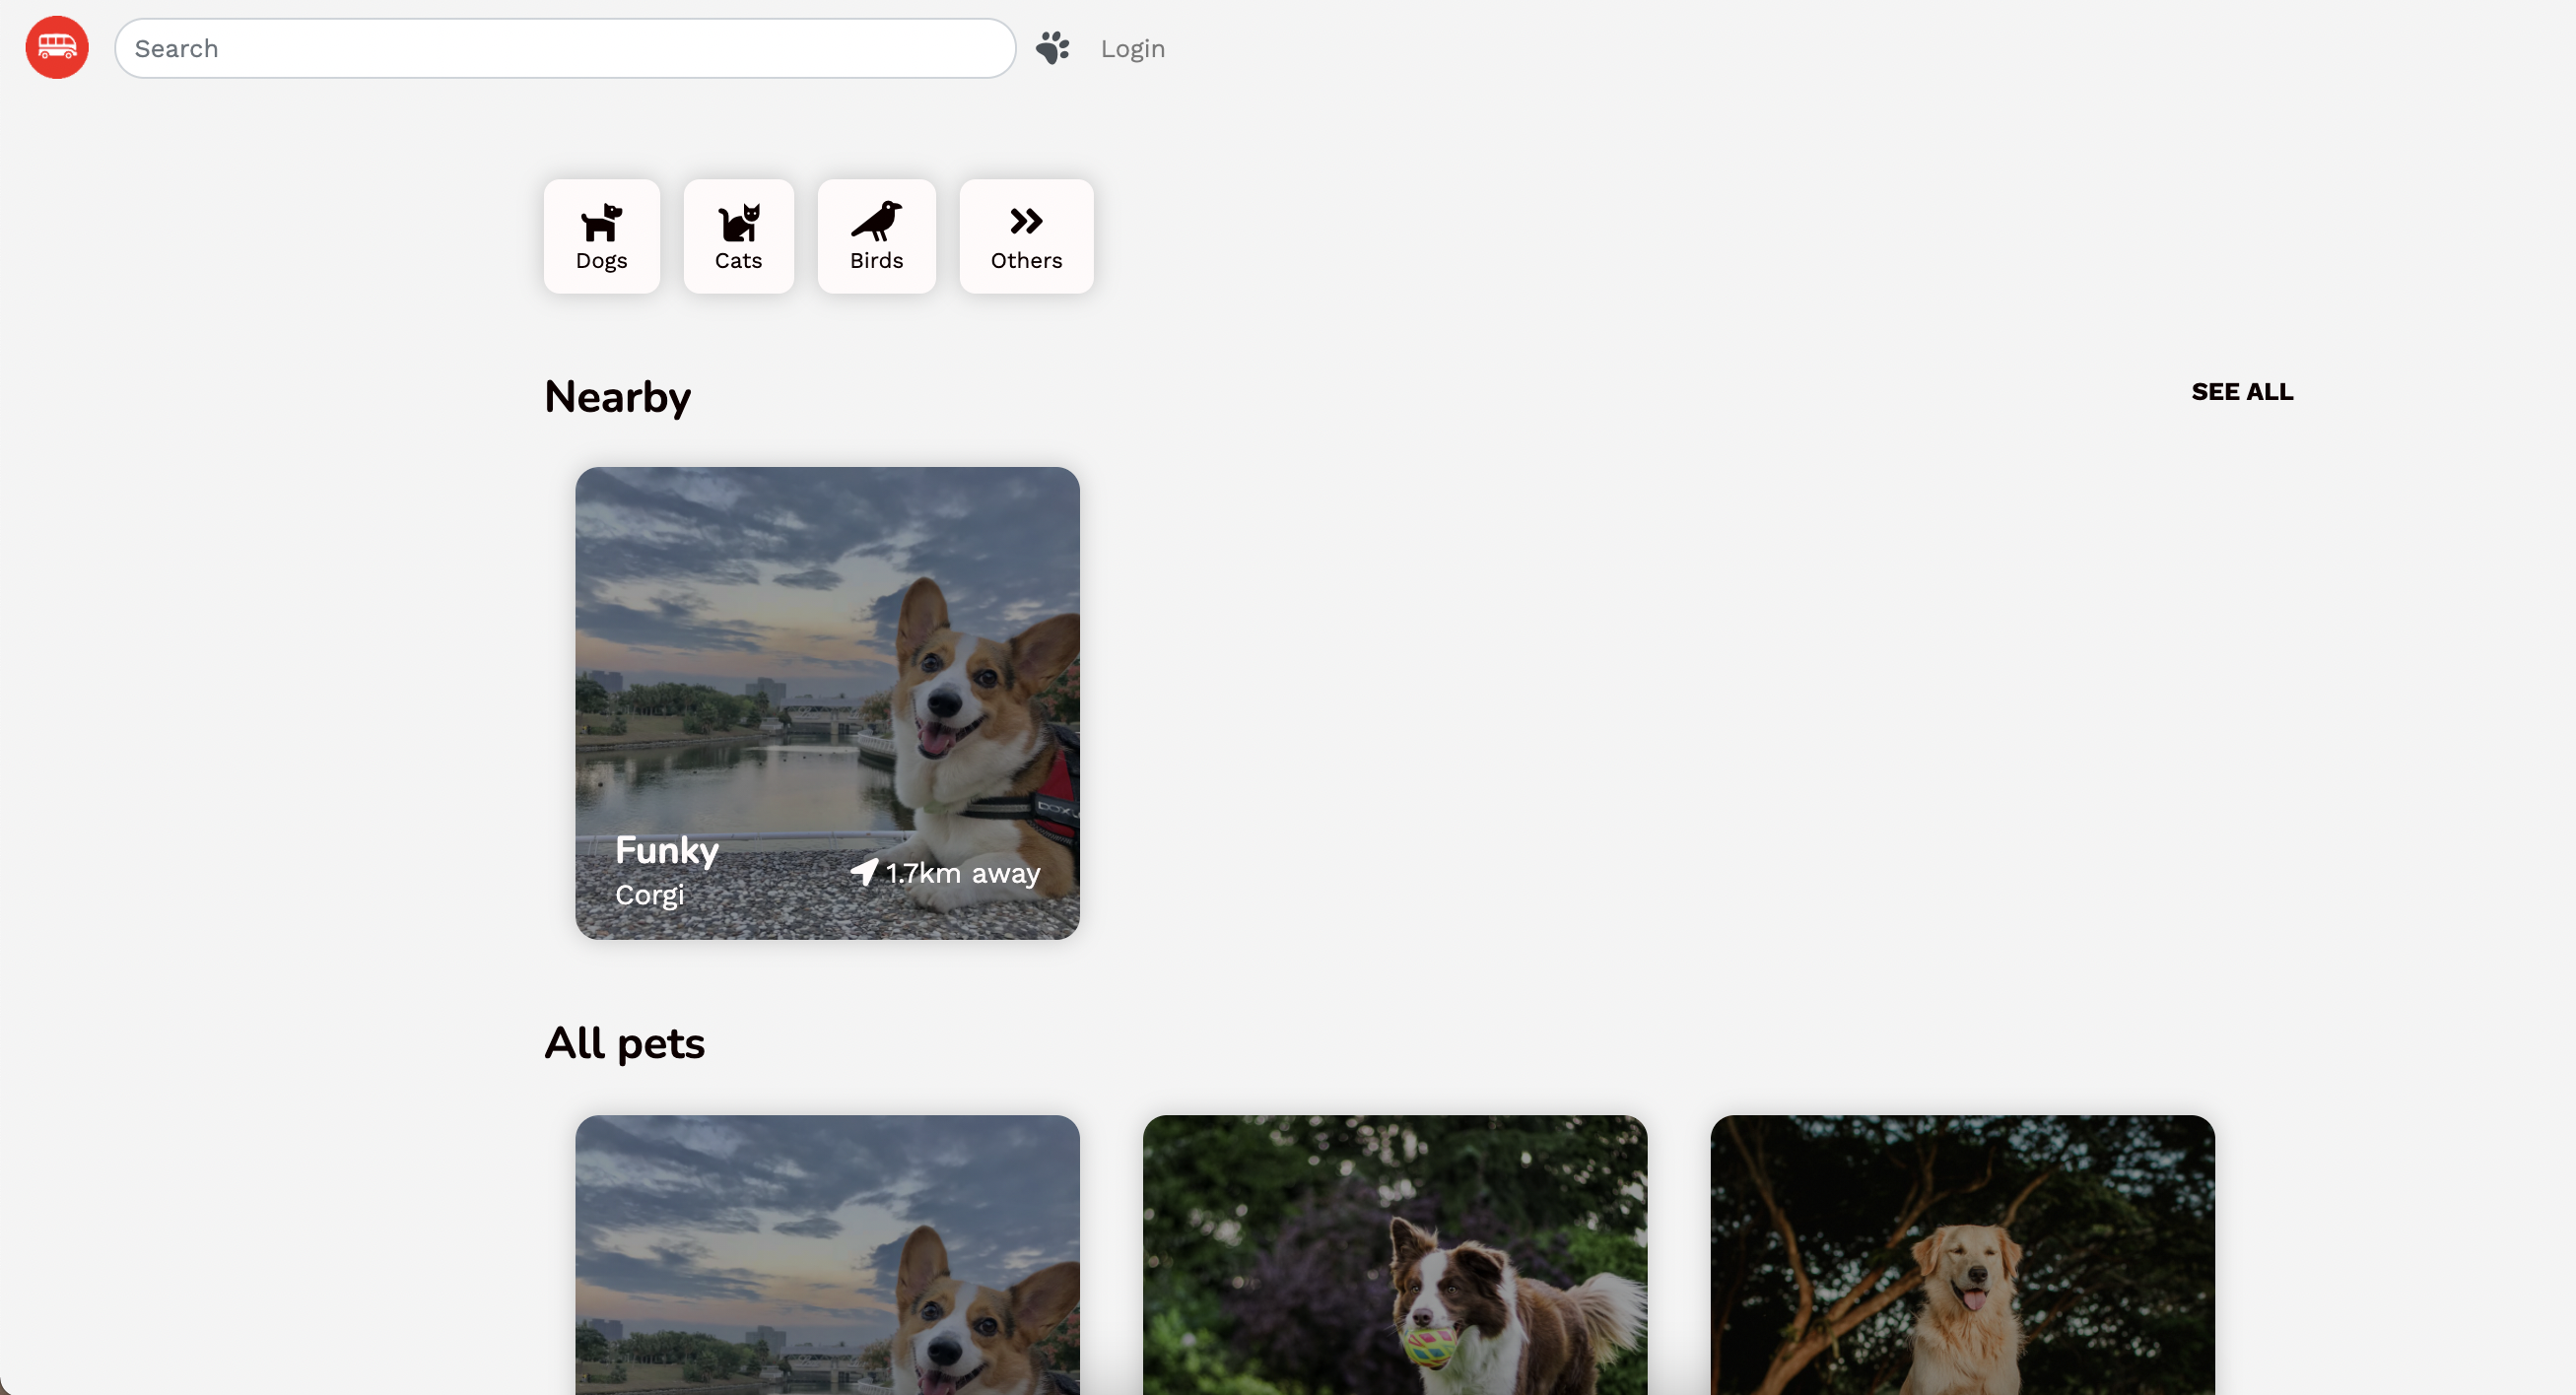 Search
Login
Dogs
Cats
Birds
Others
Nearby
SEE ALL
Funky
Corgi
1.7km away
All pets